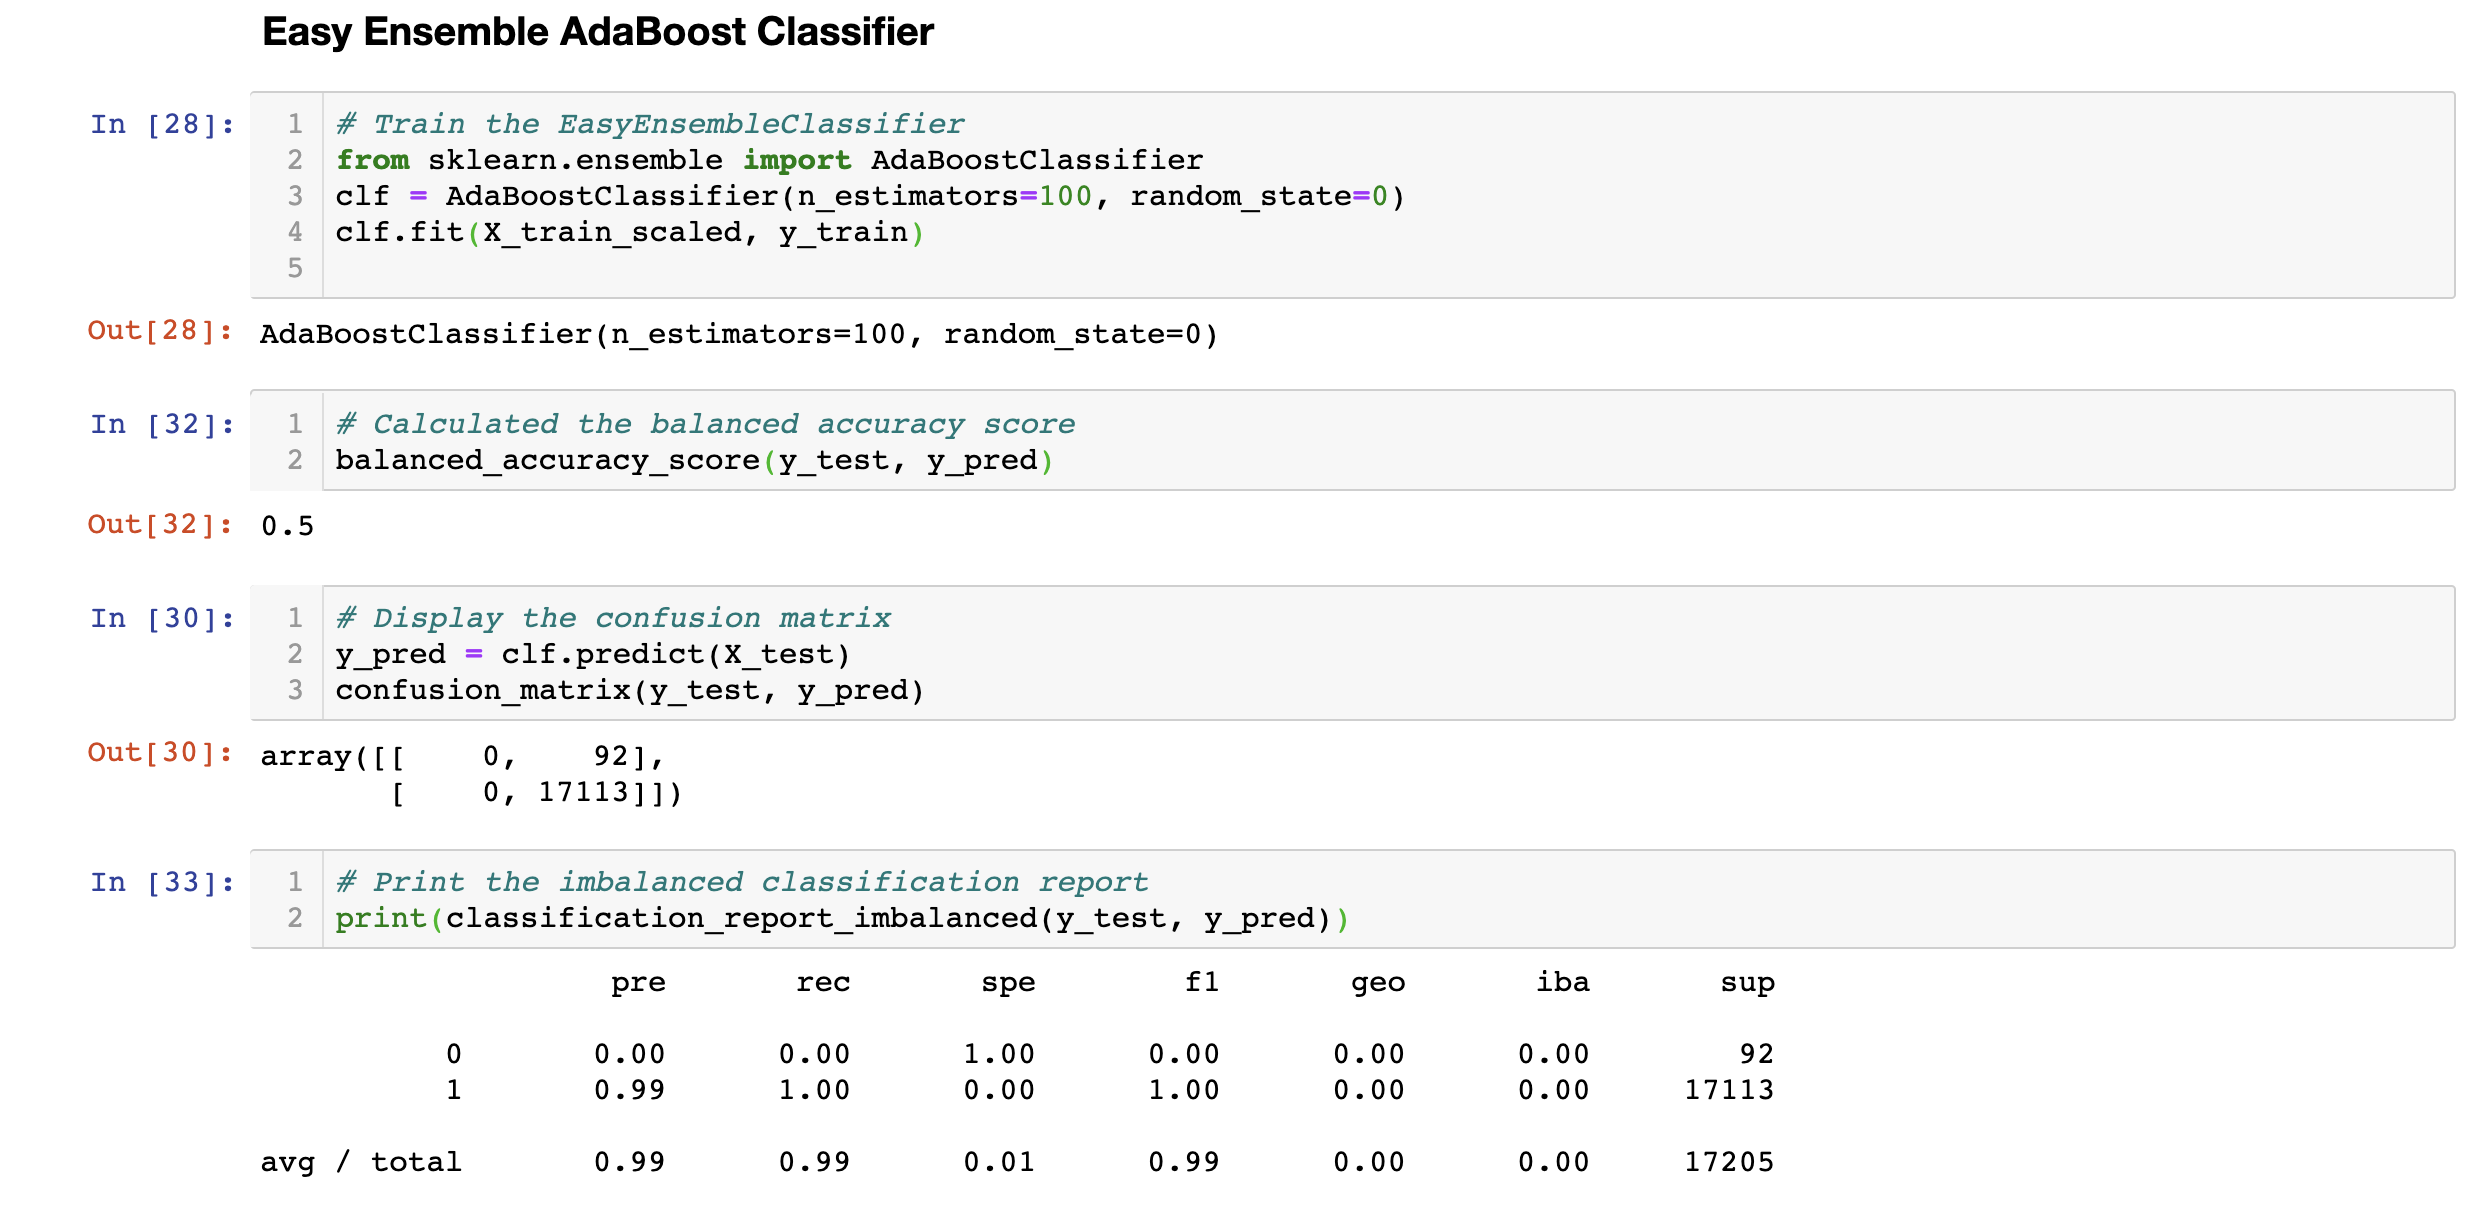 Easy Ensemble AdaBoost Classifier
In [28]:
1 # Train the EasyEnsembleClassifier
2 from sklearn.ensemble import AdaBoostClassifier
3 clf = AdaBoostClassifier(n_estimators=100, random_state=0)
4 clf.fit(X_train_scaled, y_train)
5
Out[28]: AdaBoostClassifier(n_estimators=100, random_state=0)
In [32]:
1 # Calculated the balanced accuracy score
2 balanced_accuracy_score(y_test, y_pred)
Out[32]: 0.5
In [30]:
1 # Display the confusion matrix
2 y_pred = clf.predict(X_test)
3 confusion_matrix(y_test, y_pred)
Out[30]: array([[    0,    92],
       [    0, 17113]])
In [33]:
1 # Print the imbalanced classification report
2 print(classification_report_imbalanced(y_test, y_pred))
pre rec spe f1 geo iba sup
0 0.00 0.00 1.00 0.00 0.00 0.00 92
1 0.99 1.00 0.00 1.00 0.00 0.00 17113
avg / total 0.99 0.99 0.01 0.99 0.00 0.00 17205